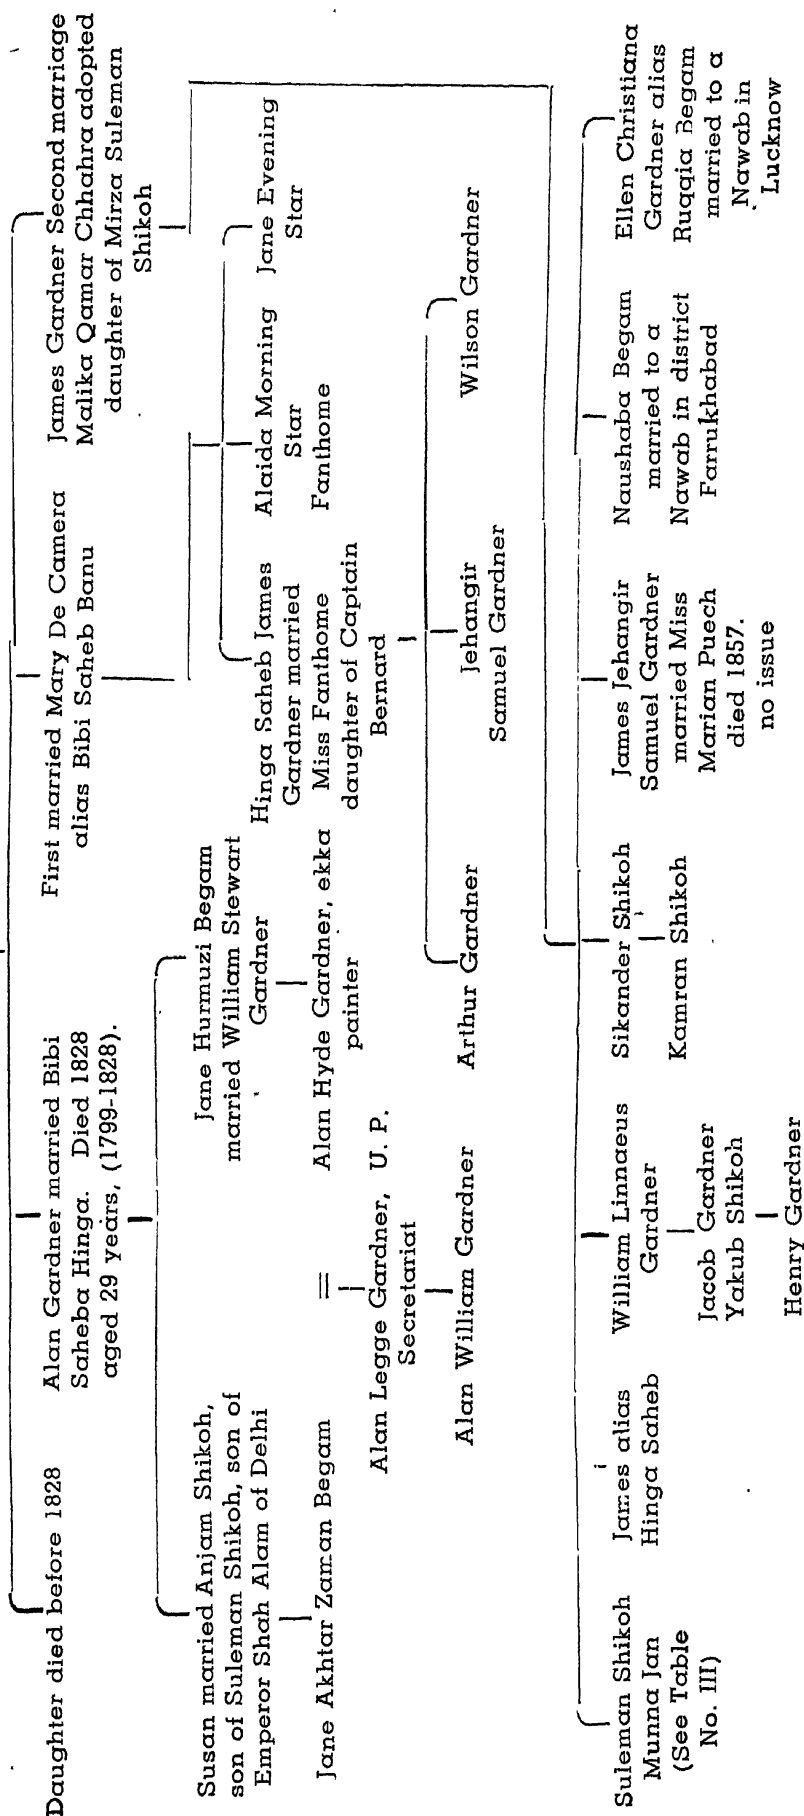 Daughter died before 1828
Alan Gardner married Bibi
Saheba Hinga. Died 1828
aged 29 years, (1799-1828).
First married Mary De Camera
alias Bibi Saheb Banu
James Gardner Second marriage
Malika Qamar Chhahra adopted
daughter of Mirza Suleman
Shikoh
Susan married Anjam Shikoh,
son of Suleman Shikoh, son of
Emperor Shah Alam of Delhi
Jane Akhtar Zaman Begam
Jane Hurmuzi Begam
married William Stewart
Gardner
Alan Hyde Gardner, ekka
painter
=
Alan Legge Gardner, U. P.
Secretariat
Alan William Gardner
Hinga Saheb James
Gardner married
Miss Fanthome
daughter of Captain
Bernard
Alaida Morning
Star
Fanthome
Jane Evening
Star
Arthur Gardner
Jehangir
Samuel Gardner
Wilson Gardner
Suleman Shikoh
Munna Jan
(See Table
No. III)
James alias
Hinga Saheb
William Linnaeus
Gardner
Jacob Gardner
Yakub Shikoh
Henry Gardner
Sikander Shikoh
Kamran Shikoh
James Jehangir
Samuel Gardner
married Miss
Marian Puech
died 1857.
no issue
Naushaba Begam
married to a
Nawab in district
Farrukhabad
Ellen Christiana
Gardner alias
Ruqqia Begam
married to a
Nawab in
Lucknow